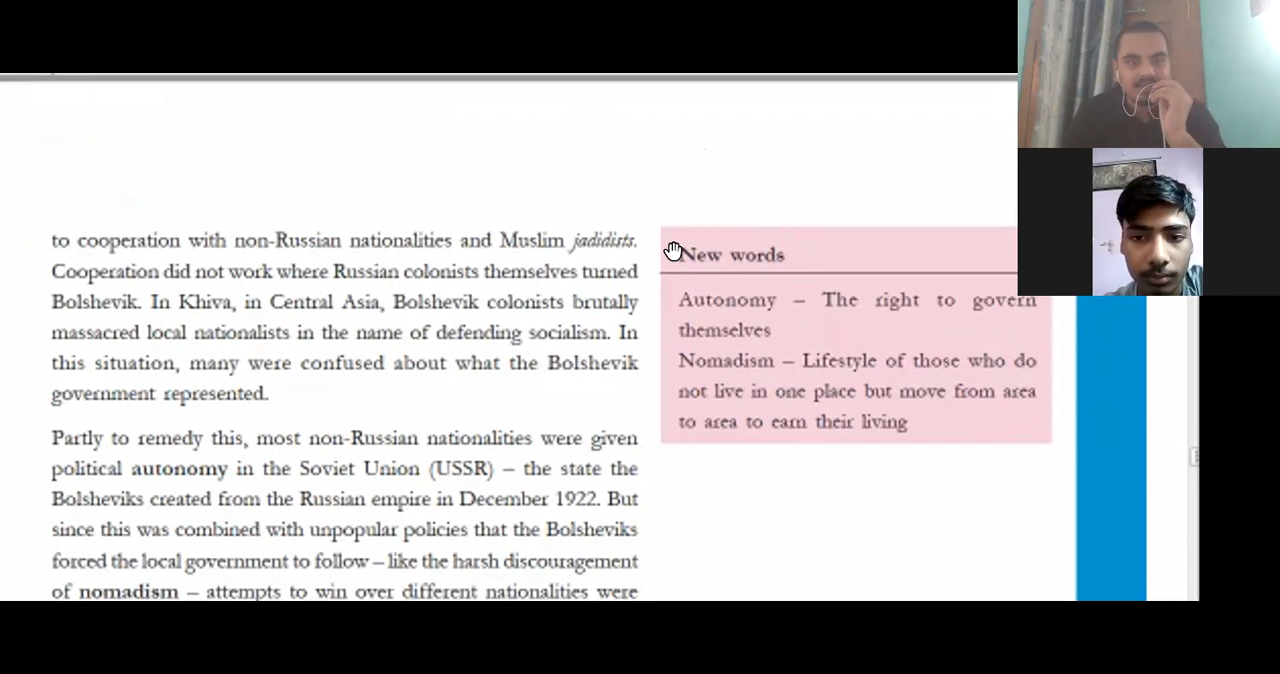 to cooperation with non-Russian nationalities and Muslim jadidists.
Cooperation did not work where Russian colonists themselves turned
Bolshevik. In Khiva, in Central Asia, Bolshevik colonists brutally
massacred local nationalists in the name of defending socialism. In
this situation, many were confused about what the Bolshevik
government represented.
Partly to remedy this, most non-Russian nationalities were given
political autonomy in the Soviet Union (USSR) – the state the
Bolsheviks created from the Russian empire in December 1922. But
since this was combined with unpopular policies that the Bolsheviks
forced the local government to follow – like the harsh discouragement
of nomadism – attempts to win over different nationalities were
New words
Autonomy – The right to govern
themselves
Nomadism – Lifestyle of those who do
not live in one place but move from area
to area to earn their living